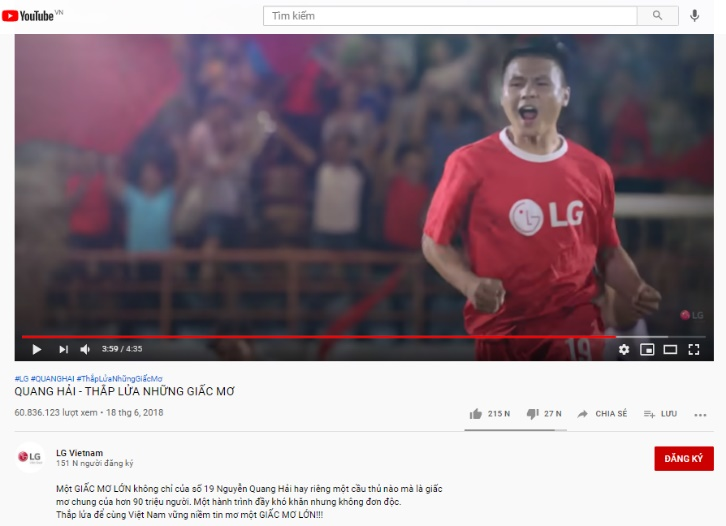 YouTube VN
Tìm kiếm
LG
LG
19
3:59 / 4:35
#LG #QUANGHAI #ThắpLửaNhữngGiấcMơ
QUANG HẢI - THẮP LỬA NHỮNG GIẤC MƠ
60.836.123 lượt xem • 18 thg 6, 2018
215 N 27 N CHIA SẺ LƯU
LG
LG Vietnam
151 N người đăng ký
ĐĂNG KÝ
Một GIẤC MƠ LỚN không chỉ của số 19 Nguyễn Quang Hải hay riêng một cầu thủ nào mà là giấc
mơ chung của hơn 90 triệu người. Một hành trình đầy khó khăn nhưng không đơn độc.
Thắp lửa để cùng Việt Nam vững niềm tin mơ một GIẤC MƠ LỚN!!!